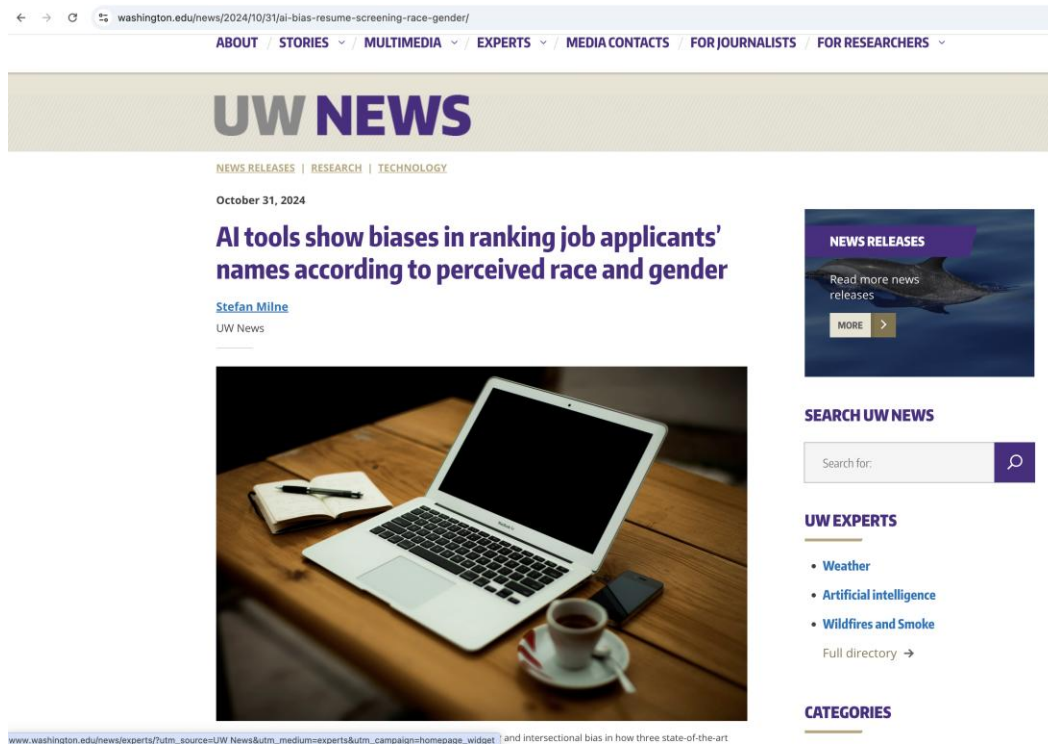 washington.edu/news/2024/10/31/ai-bias-resume-screening-race-gender/
ABOUT / STORIES / MULTIMEDIA / EXPERTS / MEDIA CONTACTS / FOR JOURNALISTS / FOR RESEARCHERS
UW NEWS
NEWS RELEASES | RESEARCH | TECHNOLOGY
October 31, 2024
AI tools show biases in ranking job applicants’
names according to perceived race and gender
Stefan Milne
UW News
NEWS RELEASES
Read more news
releases
MORE
SEARCH UW NEWS
Search for:
UW EXPERTS
• Weather
• Artificial intelligence
• Wildfires and Smoke
Full directory →
CATEGORIES
www.washington.edu/news/experts/?utm_source=UW News&utm_medium=experts&utm_campaign=homepage_widget
and intersectional bias in how three state-of-the-art